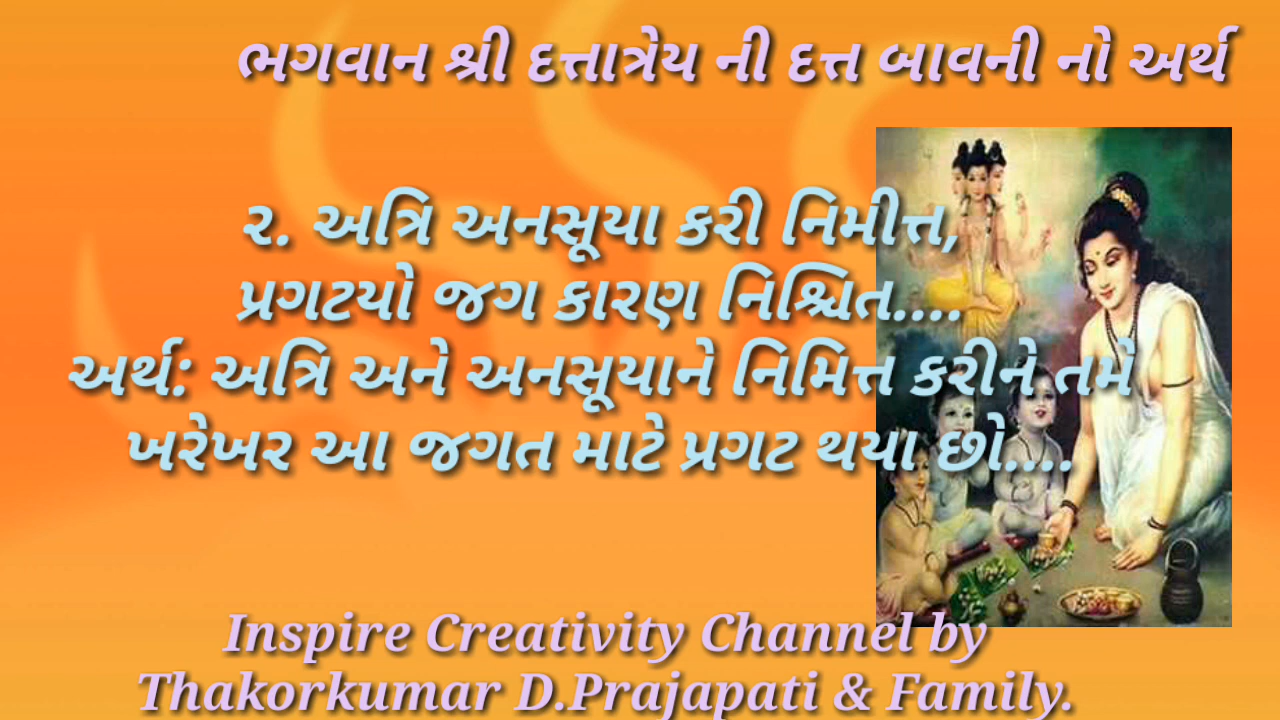 ભગવાન શ્રી દત્તાત્રેય ની દત્ત બાવની નો અર્થ
૨. અત્રિ અનસૂયા કરી નિમીત્ત,
પ્રગટયો જગ કારણ નિશ્ચિત....
અર્થ: અત્રિ અને અનસૂયાને નિમિત્ત કરીને તમે
ખરેખર આ જગત માટે પ્રગટ થયા છો....
Inspire Creativity Channel by
Thakorkumar D.Prajapati & Family.